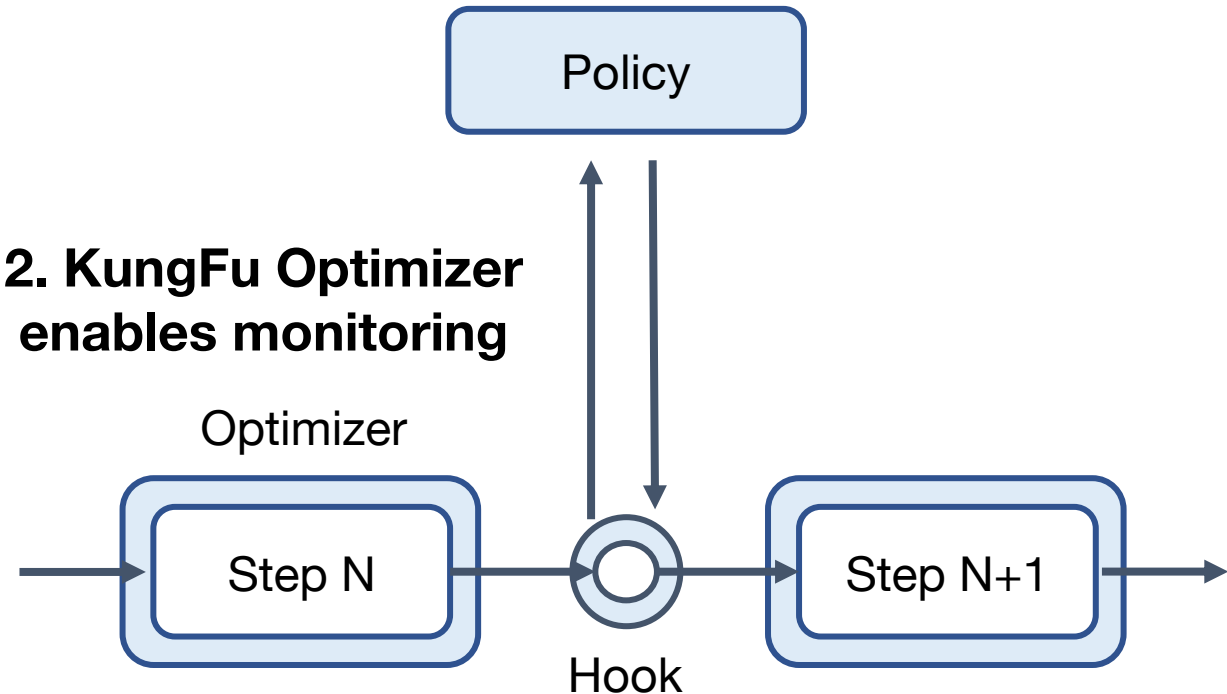 Policy
2. KungFu Optimizer
enables monitoring
Optimizer
Step N
Step N+1
Hook